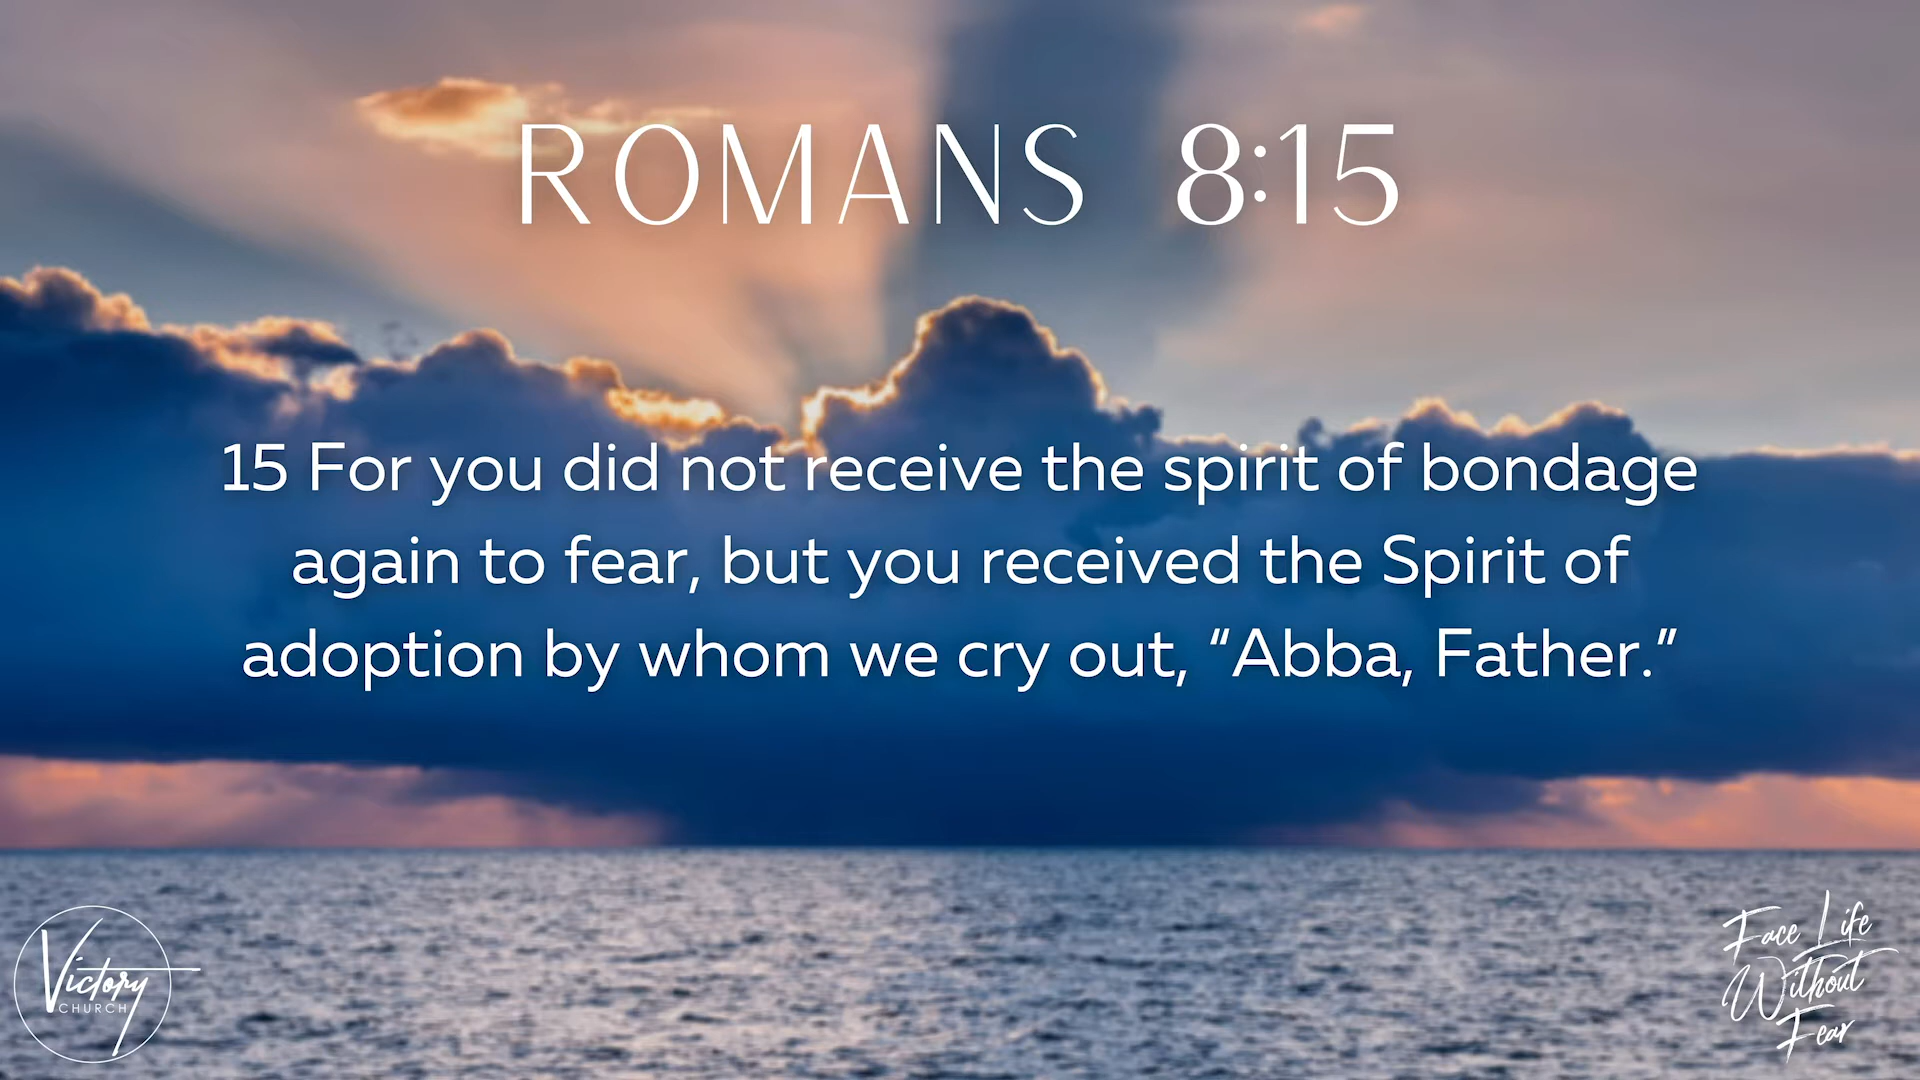 ROMANS 8:15
15 For you did not receive the spirit of bondage
again to fear, but you received the Spirit of
adoption by whom we cry out, “Abba, Father.”
Victory
CHURCH
Face Life
Without
Fear